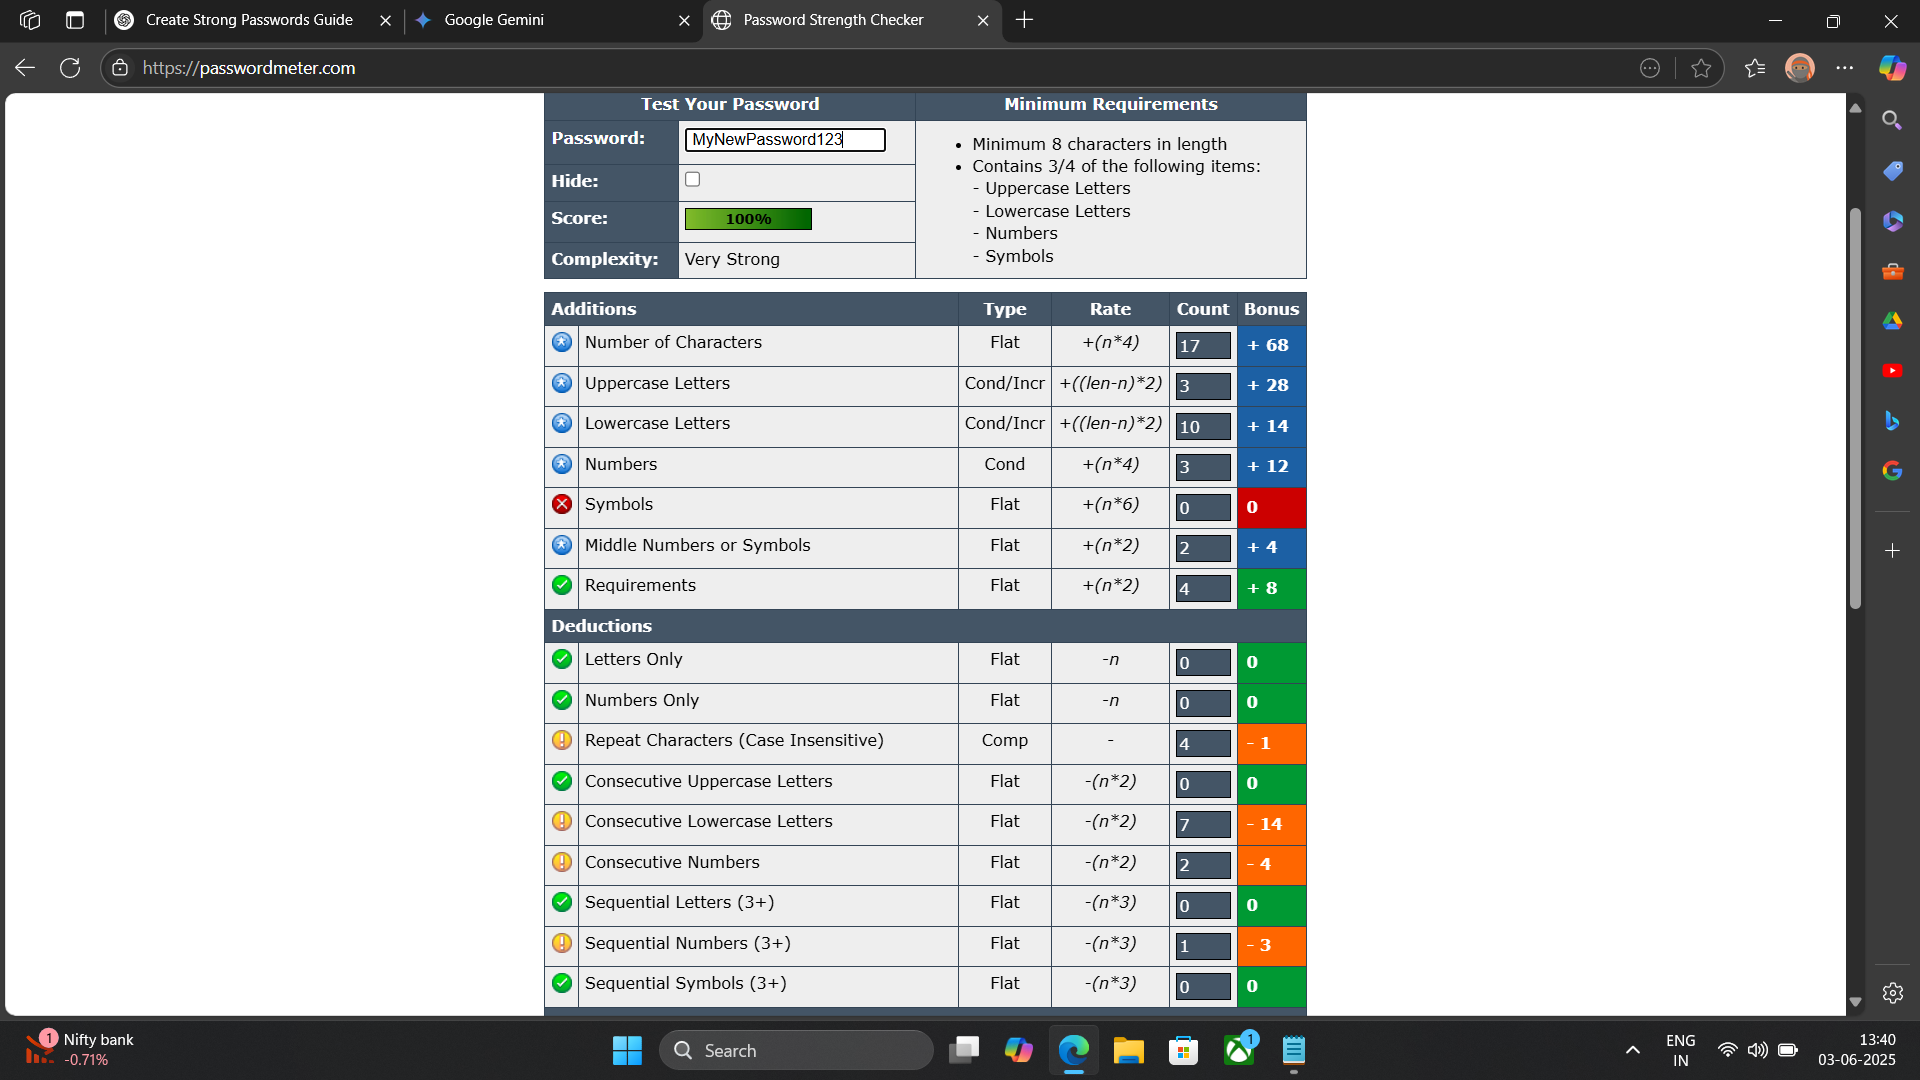 Create Strong Passwords Guide
Google Gemini
Password Strength Checker
https://passwordmeter.com
Test Your Password
Minimum Requirements
Password:
MyNewPassword123
Hide:
Score:
100%
Complexity:
Very Strong
• Minimum 8 characters in length
• Contains 3/4 of the following items:
- Uppercase Letters
- Lowercase Letters
- Numbers
- Symbols
Additions Type Rate Count Bonus
Number of Characters Flat +(n*4) 17 + 68
Uppercase Letters Cond/Incr +((len-n)*2) 3 + 28
Lowercase Letters Cond/Incr +((len-n)*2) 10 + 14
Numbers Cond +(n*4) 3 + 12
Symbols Flat +(n*6) 0 0
Middle Numbers or Symbols Flat +(n*2) 2 + 4
Requirements Flat +(n*2) 4 + 8
Deductions
Letters Only Flat -n 0 0
Numbers Only Flat -n 0 0
Repeat Characters (Case Insensitive) Comp - 4 - 1
Consecutive Uppercase Letters Flat -(n*2) 0 0
Consecutive Lowercase Letters Flat -(n*2) 7 - 14
Consecutive Numbers Flat -(n*2) 2 - 4
Sequential Letters (3+) Flat -(n*3) 0 0
Sequential Numbers (3+) Flat -(n*3) 1 - 3
Sequential Symbols (3+) Flat -(n*3) 0 0
1
Nifty bank
-0.71%
Search
1
ENG
IN
13:40
03-06-2025